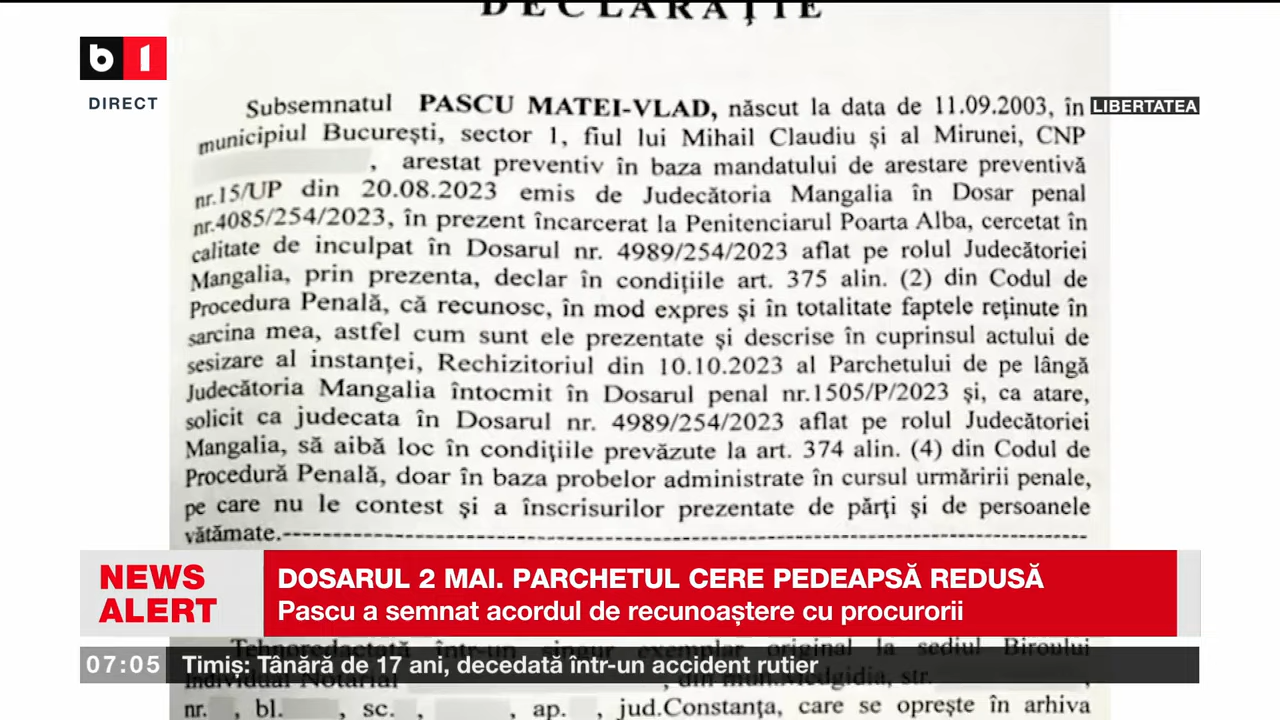 DECLARAȚIE
b 1
DIRECT
LIBERTATEA
Subsemnatul PASCU MATEI-VLAD, născut la data de 11.09.2003, în
municipiul București, sector 1, fiul lui Mihail Claudiu și al Mirunei, CNP
, arestat preventiv în baza mandatului de arestare preventivă
nr.15/UP din 20.08.2023 emis de Judecătoria Mangalia în Dosar penal
nr.4085/254/2023, în prezent încarcerat la Penitenciarul Poarta Alba, cercetat în
calitate de inculpat în Dosarul nr. 4989/254/2023 aflat pe rolul Judecătoriei
Mangalia, prin prezenta, declar în condițiile art. 375 alin. (2) din Codul de
Procedura Penală, că recunosc, în mod expres și în totalitate faptele reținute în
sarcina mea, astfel cum sunt ele prezentate și descrise în cuprinsul actului de
sesizare al instanței, Rechizitoriul din 10.10.2023 al Parchetului de pe lângă
Judecătoria Mangalia întocmit în Dosarul penal nr.1505/P/2023 și, ca atare,
solicit ca judecata în Dosarul nr. 4989/254/2023 aflat pe rolul Judecătoriei
Mangalia, să aibă loc în condițiile prevăzute la art. 374 alin. (4) din Codul de
Procedură Penală, doar în baza probelor administrate în cursul urmăririi penale,
pe care nu le contest și a înscrisurilor prezentate de părți și de persoanele
vătămate.
NEWS ALERT
DOSARUL 2 MAI. PARCHETUL CERE PEDEAPSĂ REDUSĂ
Pascu a semnat acordul de recunoaștere cu procurorii
Tehnoredactată într-un singur exemplar original la sediul Biroului
07:05 Timiș: Tânără de 17 ani, decedată într-un accident rutier
Individual Notarial , din mun.Medgidia, str.
nr. , bl. , sc. , , ap. , jud.Constanța, care se oprește în arhiva